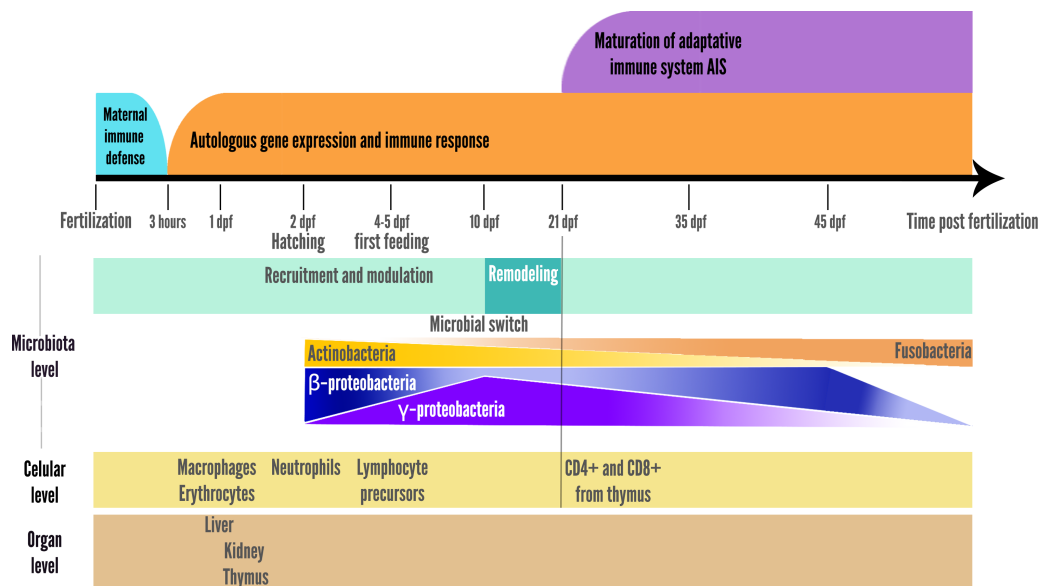 Maturation of adaptative
immune system AIS
Maternal
immune
defense
Autologous gene expression and immune response
Fertilization
3 hours
1 dpf
2 dpf
Hatching
4-5 dpf
first feeding
10 dpf
21 dpf
35 dpf
45 dpf
Time post fertilization
Microbiota
level
Recruitment and modulation
Remodeling
Microbial switch
Actinobacteria
Fusobacteria
β-proteobacteria
γ-proteobacteria
Celular
level
Macrophages
Erythrocytes
Neutrophils
Lymphocyte
precursors
CD4+ and CD8+
from thymus
Organ
level
Liver
Kidney
Thymus